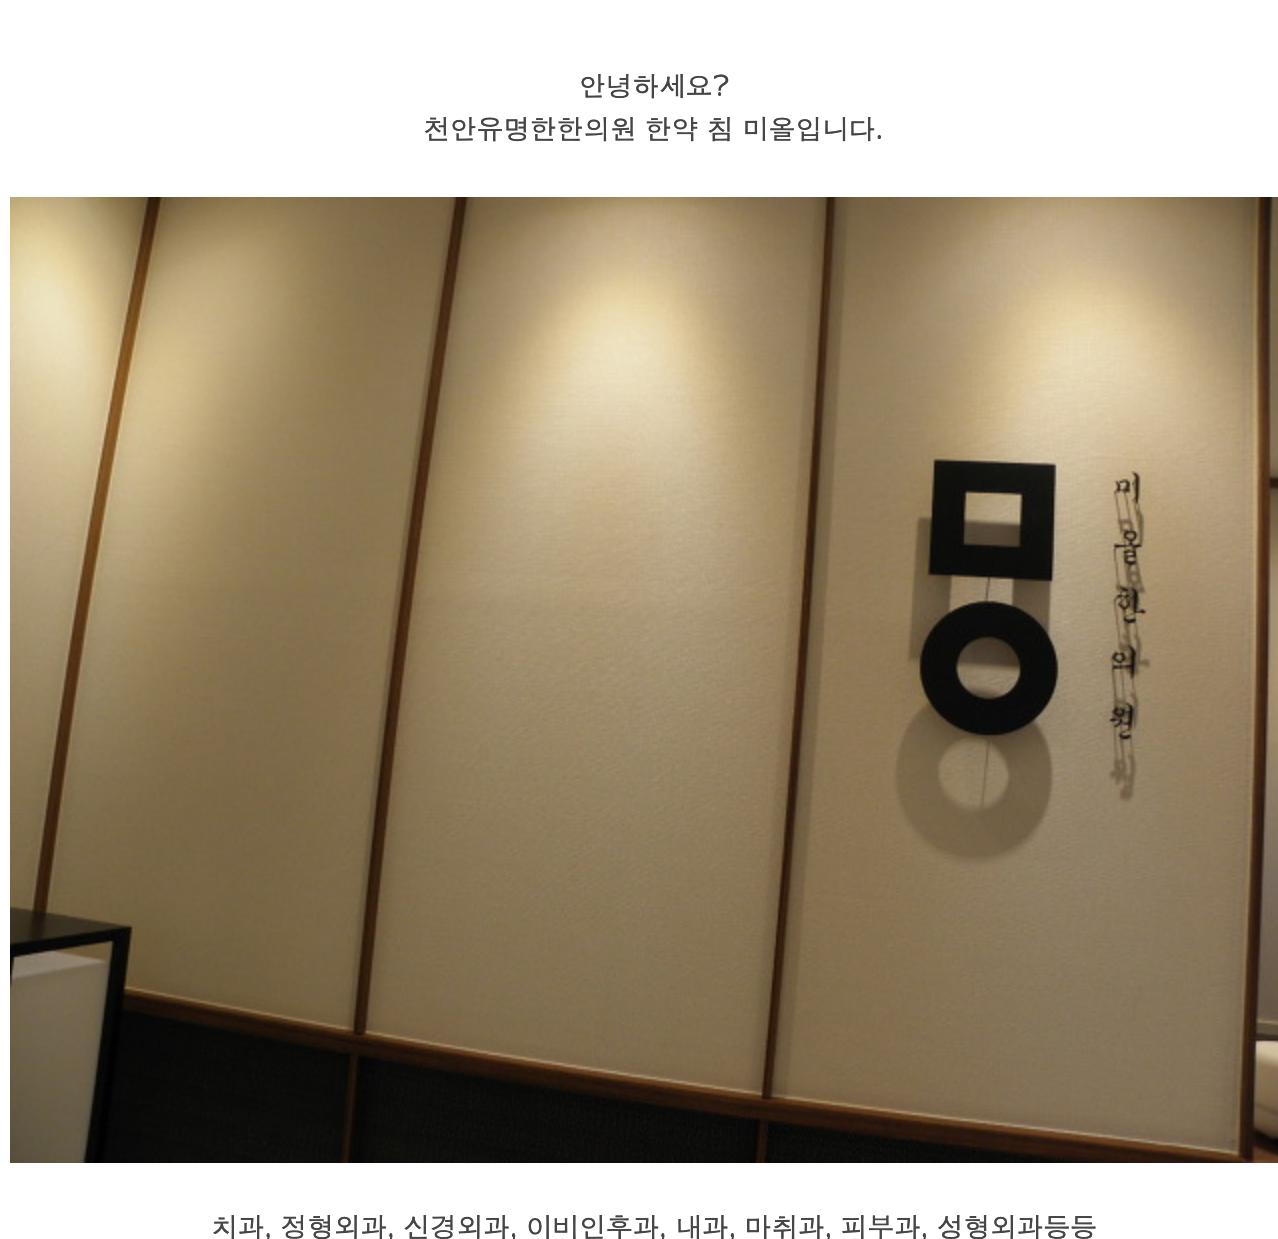 안녕하세요?
천안유명한한의원 한약 침 미올입니다.
미올한의원
치과, 정형외과, 신경외과, 이비인후과, 내과, 마취과, 피부과, 성형외과등등